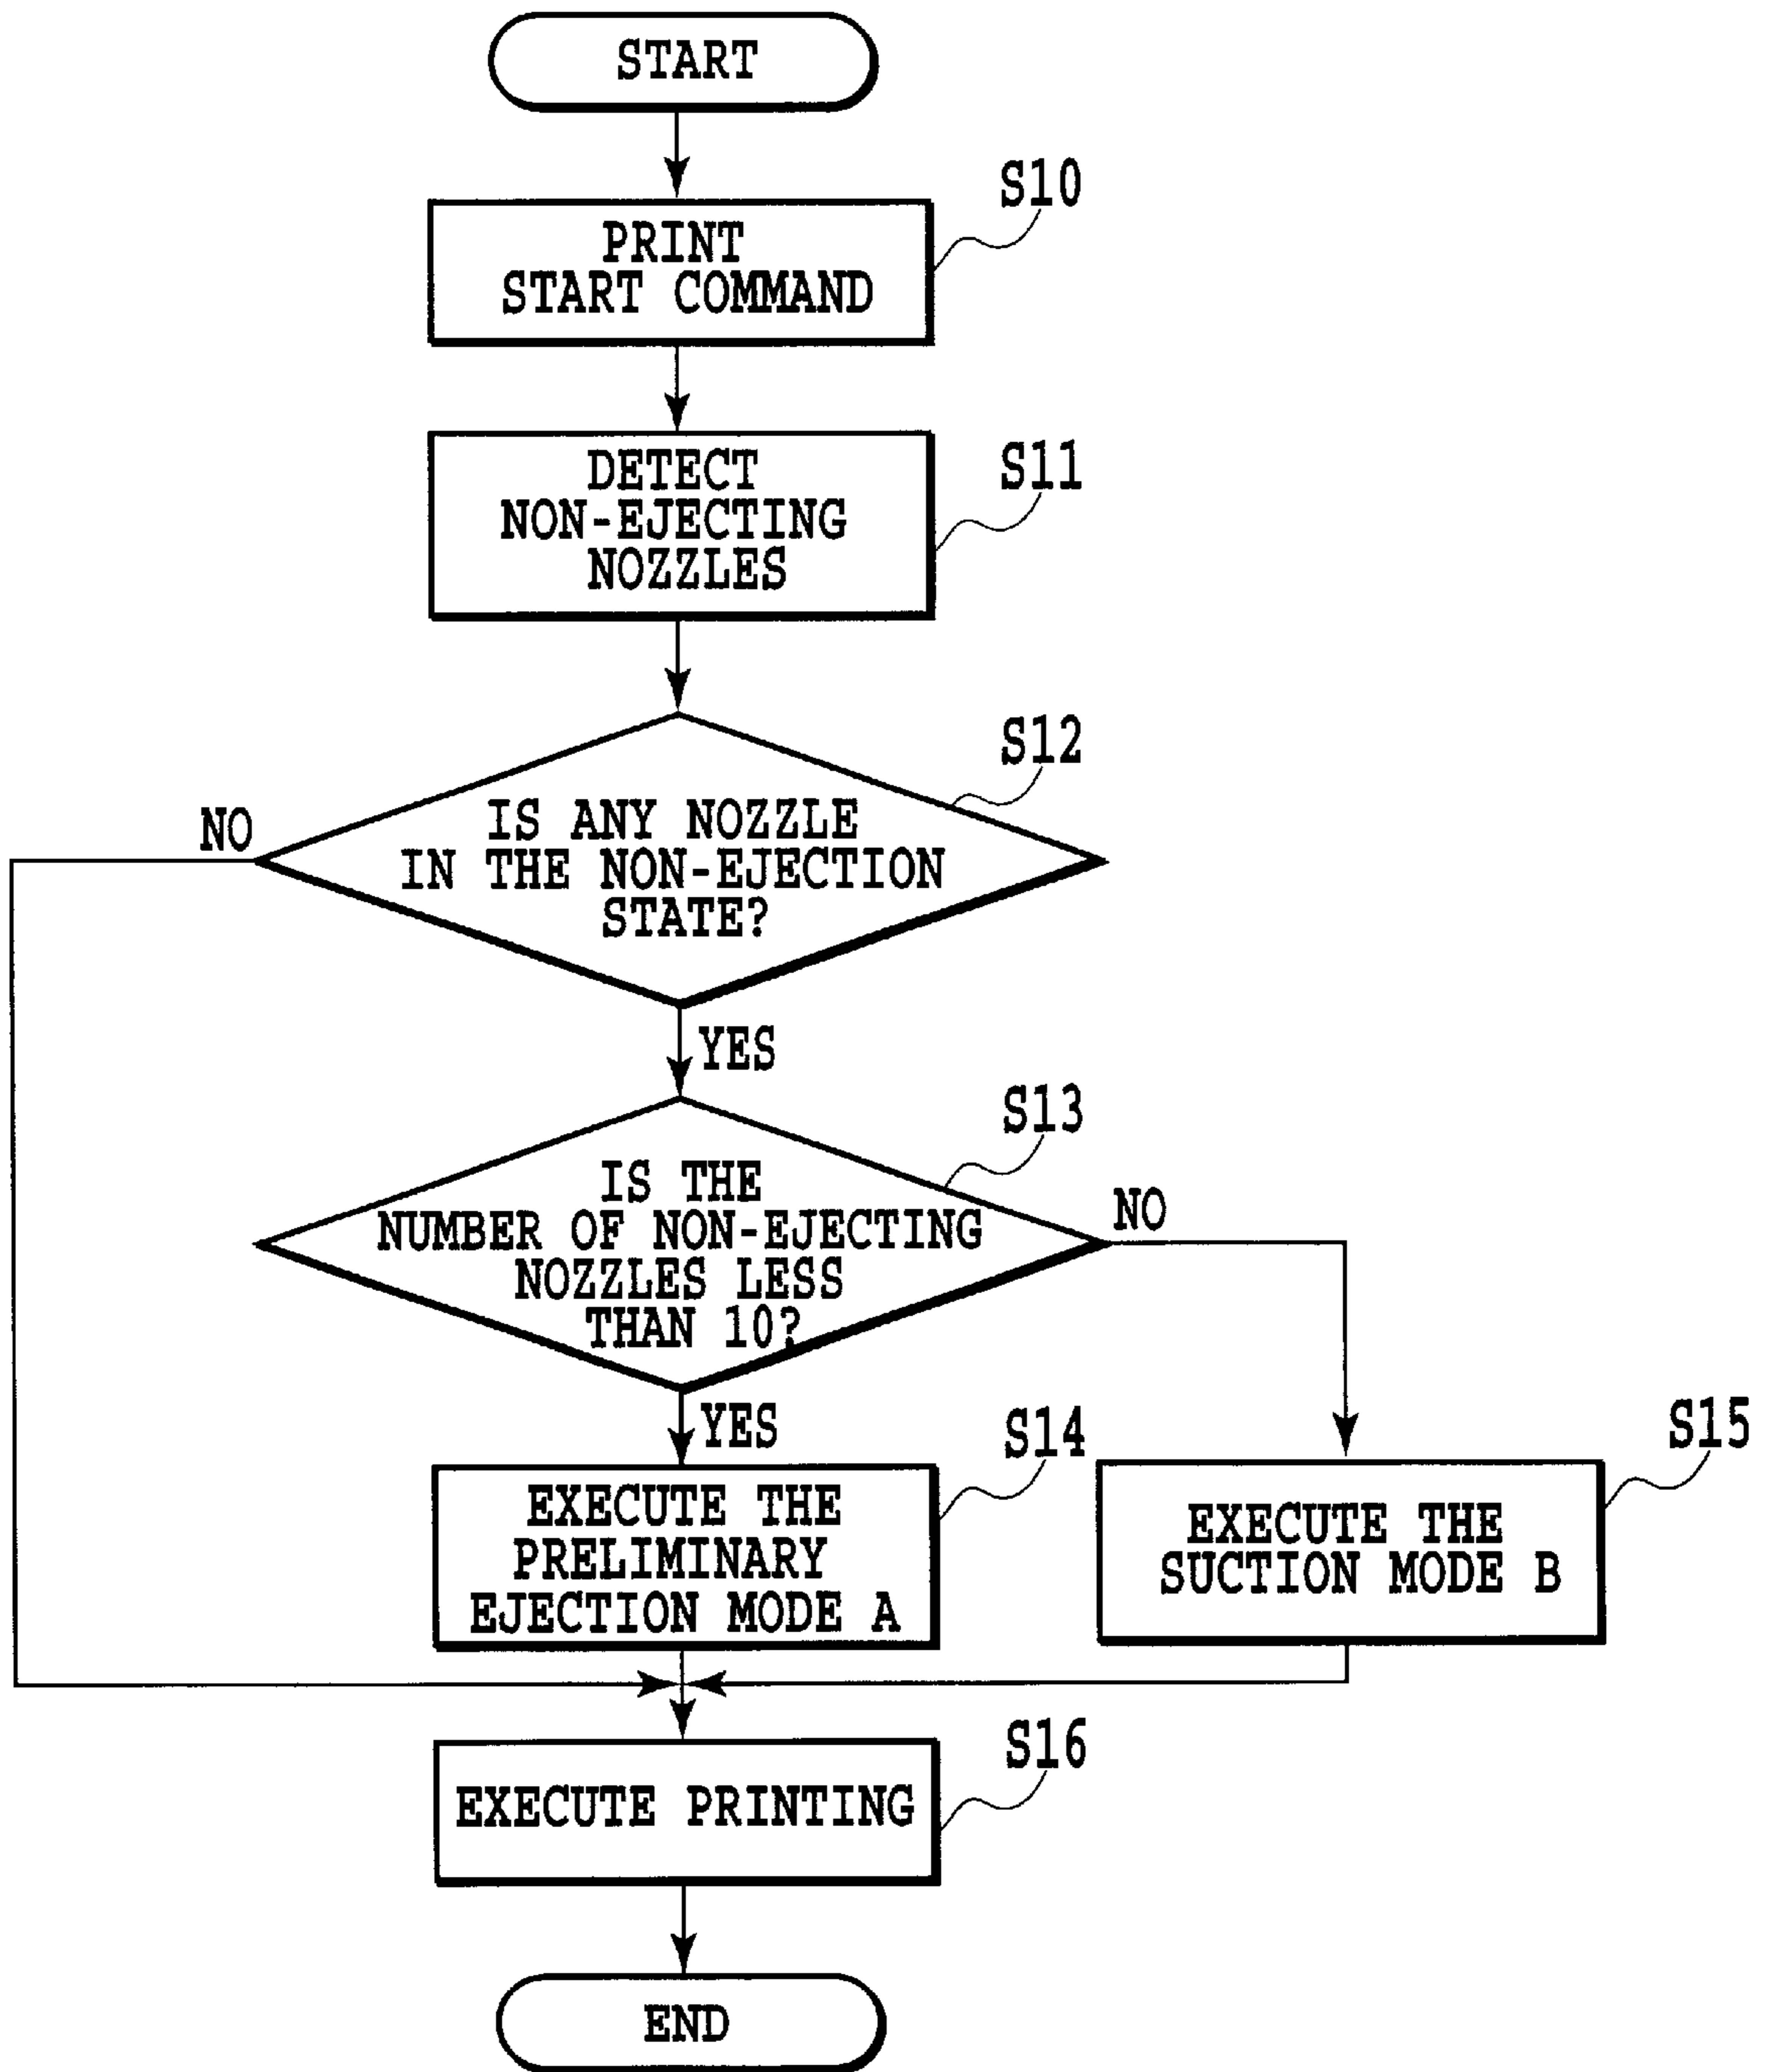 START
S10
PRINT
START COMMAND
S11
DETECT
NON-EJECTING
NOZZLES
S12
NO
IS ANY NOZZLE
IN THE NON-EJECTION
STATE?
YES
S13
IS THE
NUMBER OF NON-EJECTING
NOZZLES LESS
THAN 10?
NO
YES
S14
EXECUTE THE
PRELIMINARY
EJECTION MODE A
S15
EXECUTE THE
SUCTION MODE B
S16
EXECUTE PRINTING
END